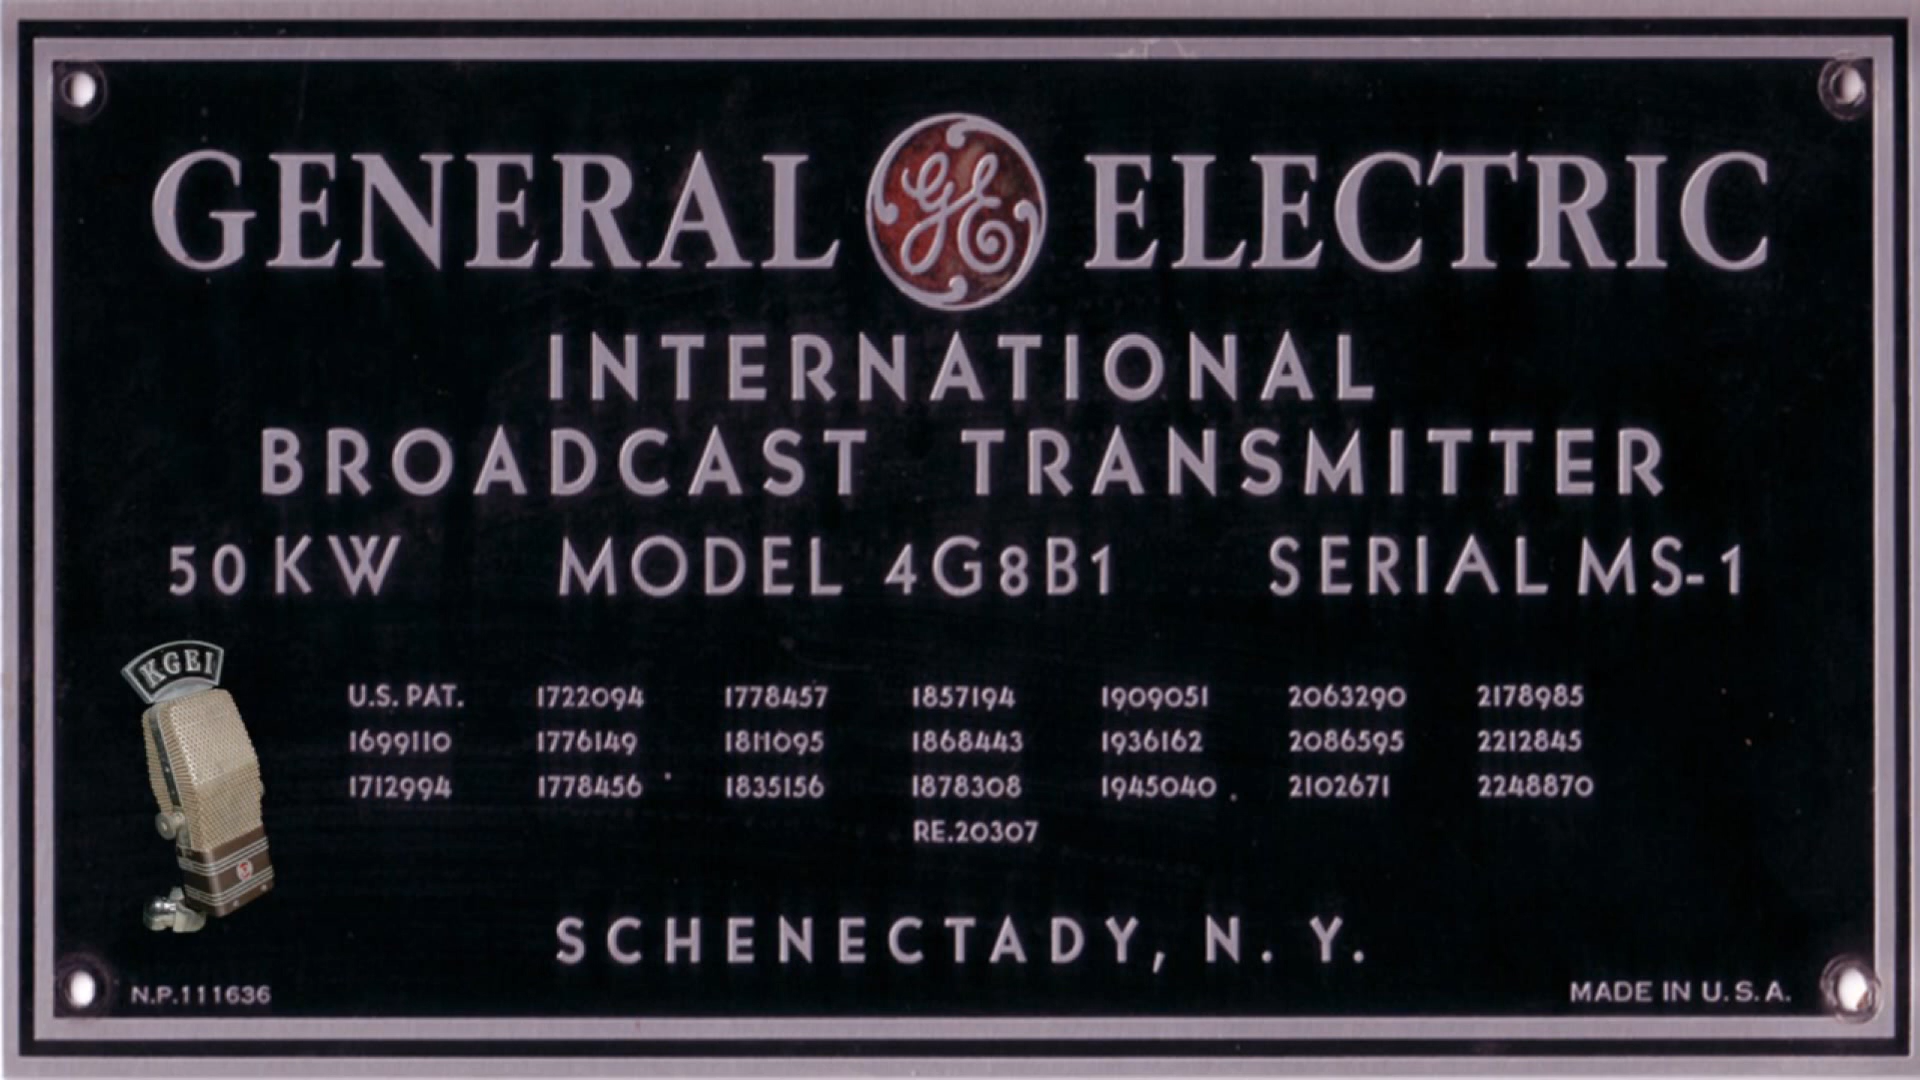 GENERAL GE ELECTRIC
INTERNATIONAL
BROADCAST TRANSMITTER
50 KW MODEL 4G8B1 SERIAL MS-1
KGEI
U.S. PAT. 1722094 1778457 1857194 1909051 2063290 2178985
1699110 1776149 1811095 1868443 1936162 2086595 2212845
1712994 1778456 1835156 1878308 1945040 2102671 2248870
RE.20307
SCHENECTADY, N. Y.
N.P.111636 MADE IN U.S.A.